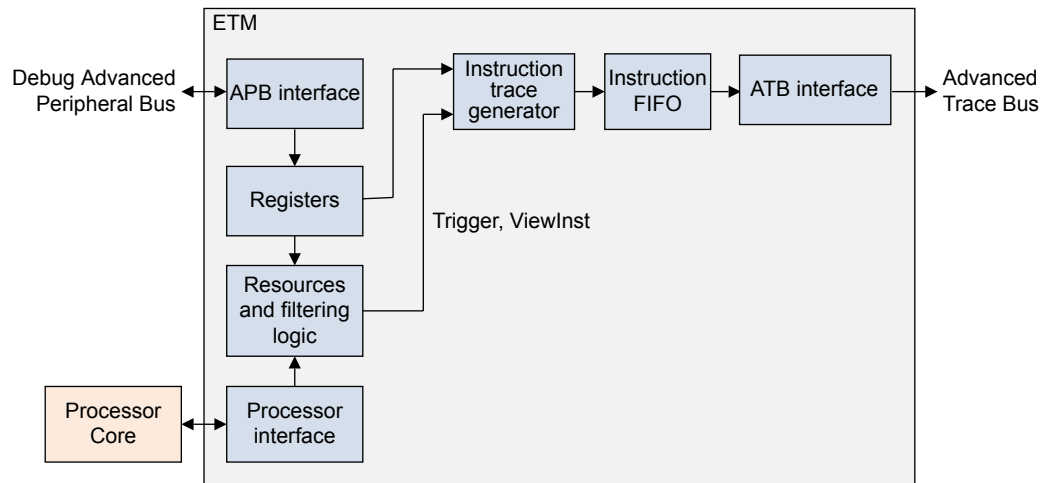 ETM
Debug Advanced
Peripheral Bus
APB interface
Instruction
trace
generator
Instruction
FIFO
ATB interface
Advanced
Trace Bus
Registers
Trigger, ViewInst
Resources
and filtering
logic
Processor
Core
Processor
interface